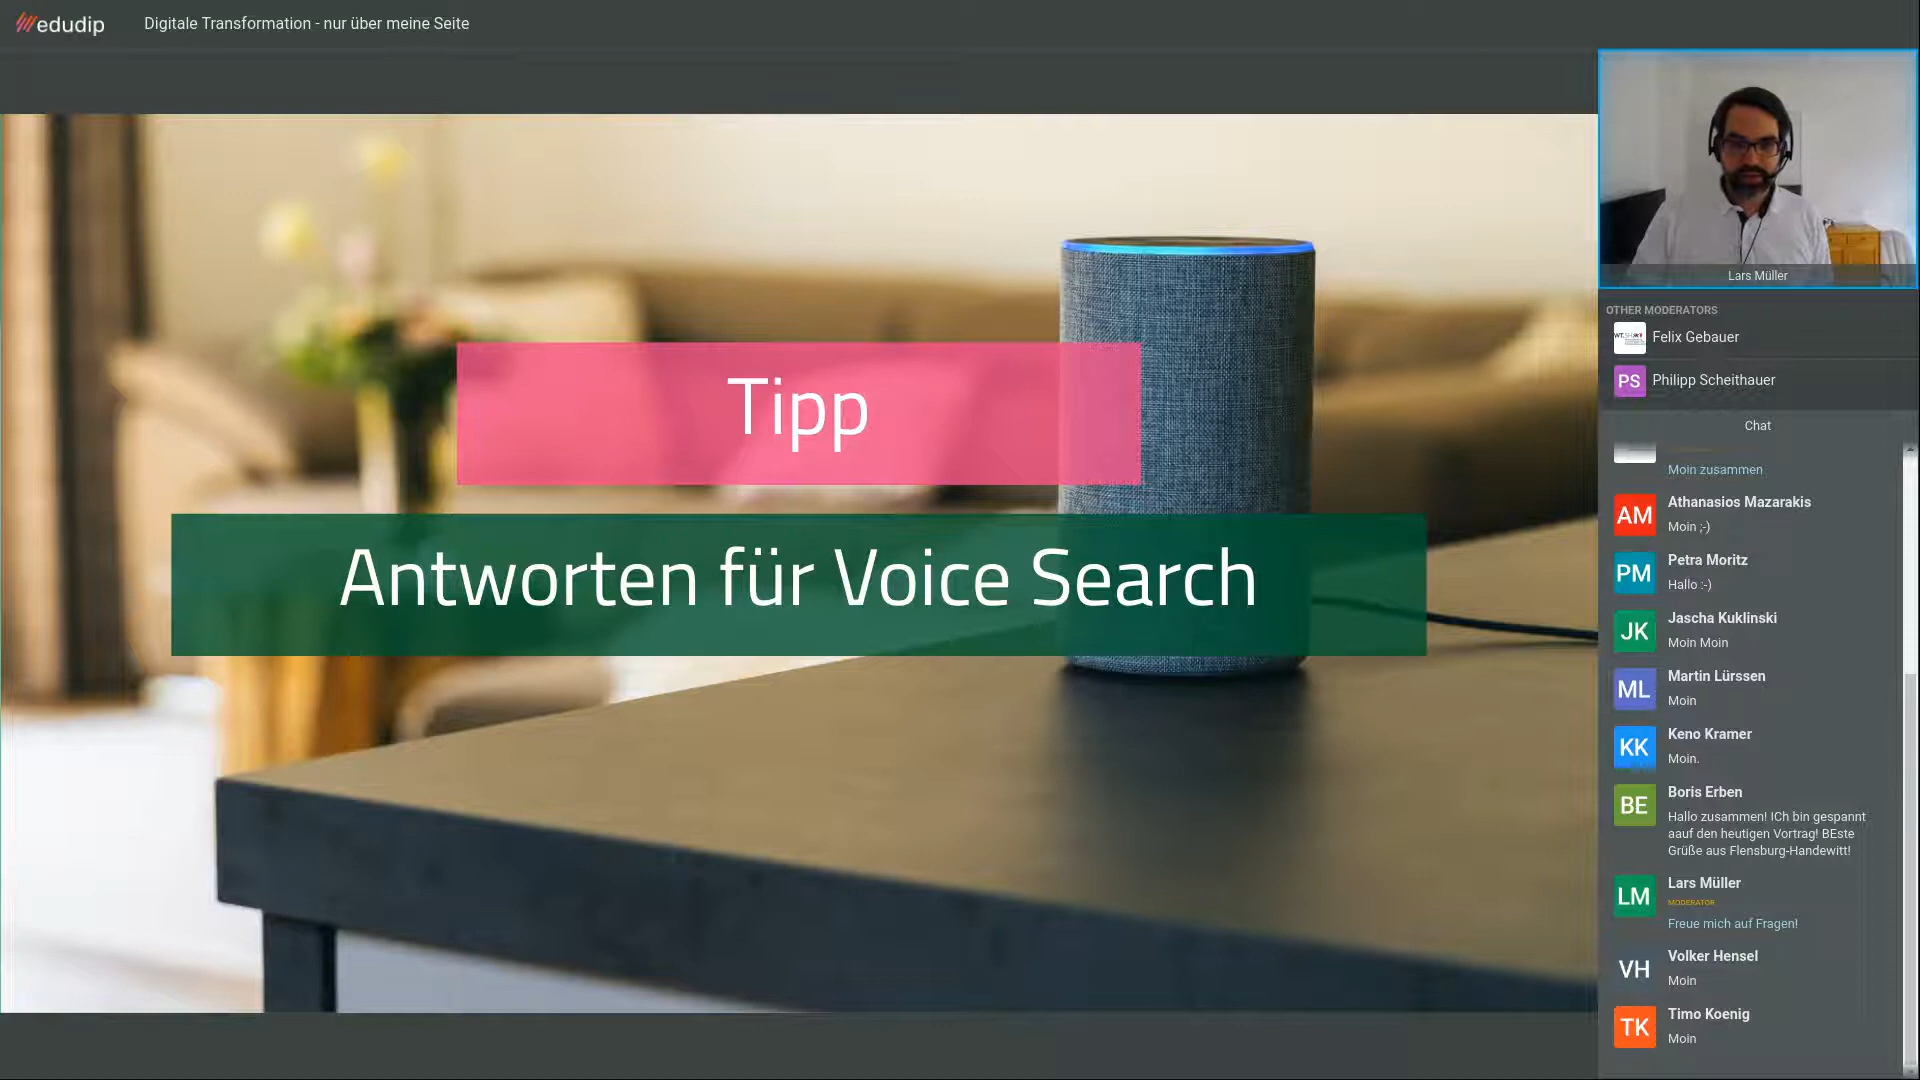 edudip
Digitale Transformation - nur über meine Seite
Tipp
Antworten für Voice Search
Lars Müller
OTHER MODERATORS
Felix Gebauer
PS
Philipp Scheithauer
Chat
Moin zusammen
AM
Athanasios Mazarakis
Moin ;-)
PM
Petra Moritz
Hallo :-)
JK
Jascha Kuklinski
Moin Moin
ML
Martin Lürssen
Moin
KK
Keno Kramer
Moin.
BE
Boris Erben
Hallo zusammen! ICh bin gespannt
aauf den heutigen Vortrag! BEste
Grüße aus Flensburg-Handewitt!
LM
Lars Müller
MODERATOR
Freue mich auf Fragen!
VH
Volker Hensel
Moin
TK
Timo Koenig
Moin